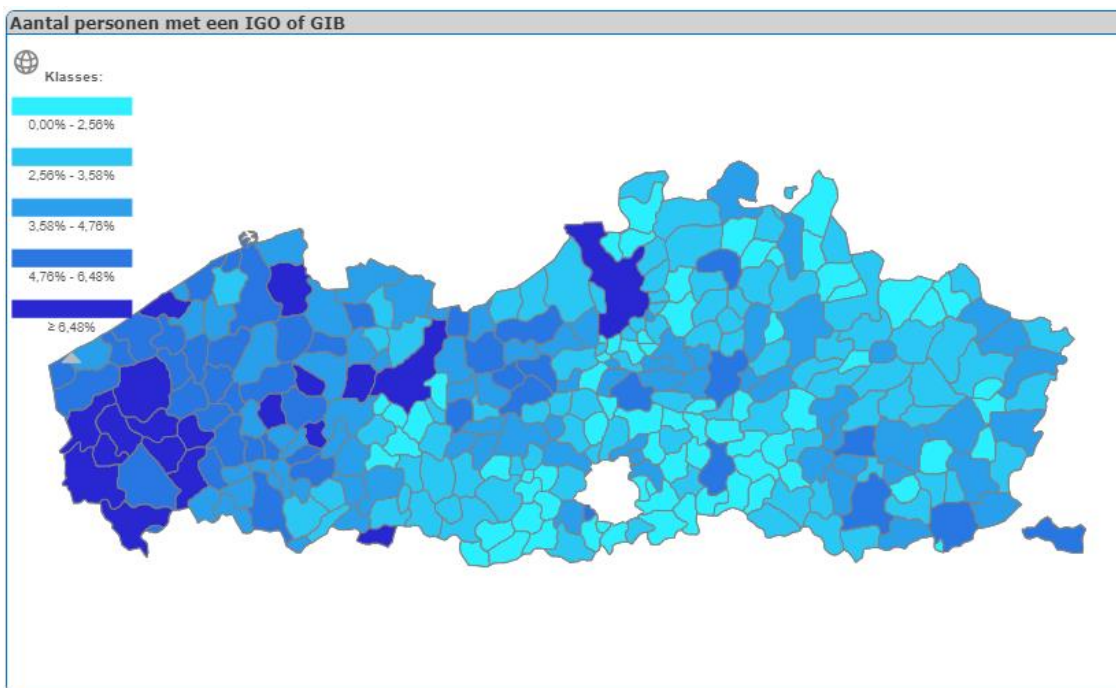 Aantal personen met een IGO of GIB
Klasses:
0,00% - 2,56%
2,56% - 3,58%
3,58% - 4,76%
4,76% - 6,48%
≥ 6,48%